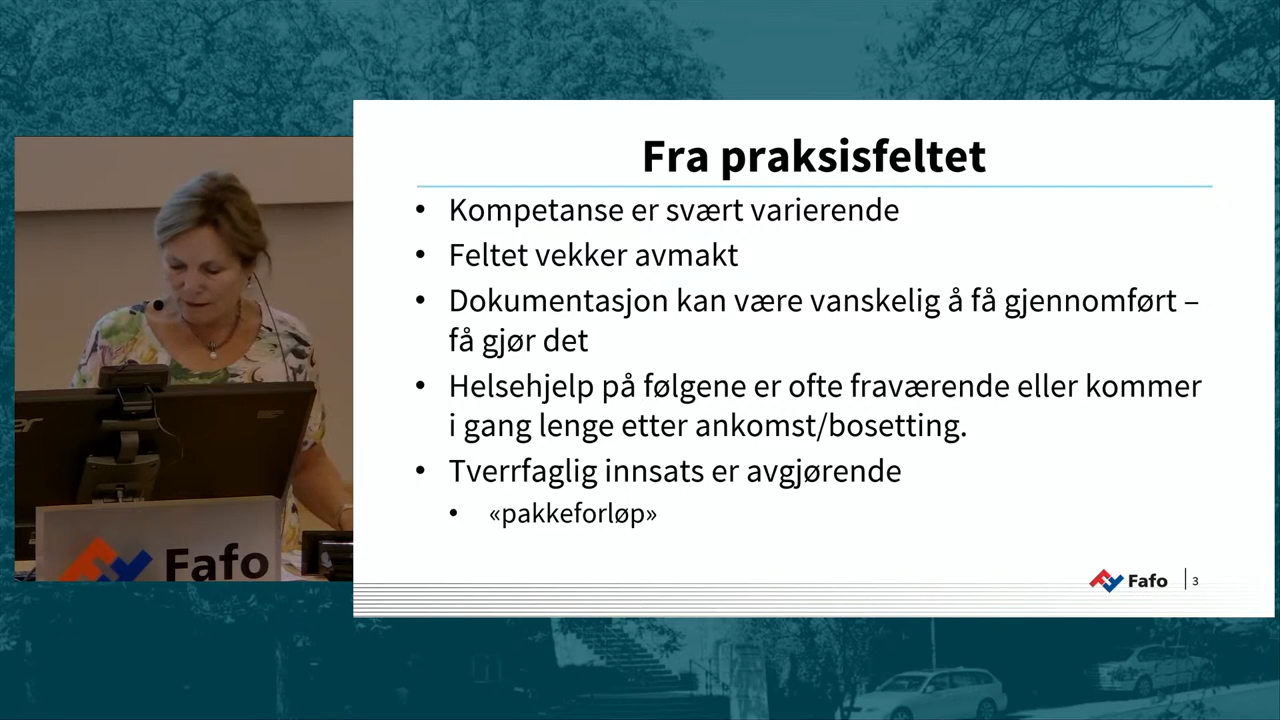 Fra praksisfeltet
• Kompetanse er svært varierende
• Feltet vekker avmakt
• Dokumentasjon kan være vanskelig å få gjennomført –
få gjør det
• Helsehjelp på følgene er ofte fraværende eller kommer
i gang lenge etter ankomst/bosetting.
• Tverrfaglig innsats er avgjørende
• «pakkeforløp»
Fafo
3
Fafo